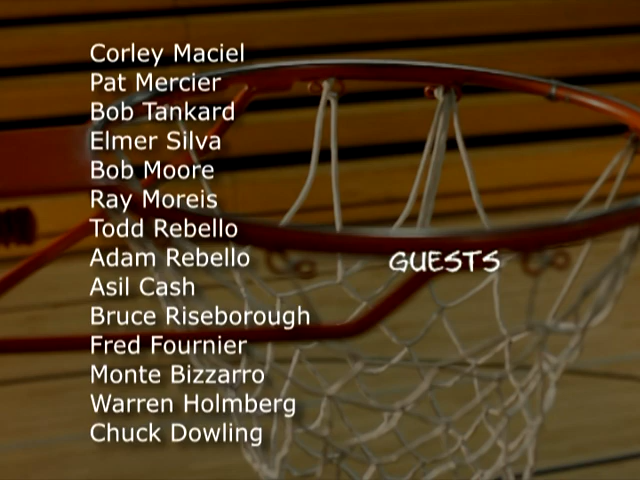 Corley Maciel
Pat Mercier
Bob Tankard
Elmer Silva
Bob Moore
Ray Moreis
Todd Rebello
Adam Rebello
GUESTS
Asil Cash
Bruce Riseborough
Fred Fournier
Monte Bizzarro
Warren Holmberg
Chuck Dowling